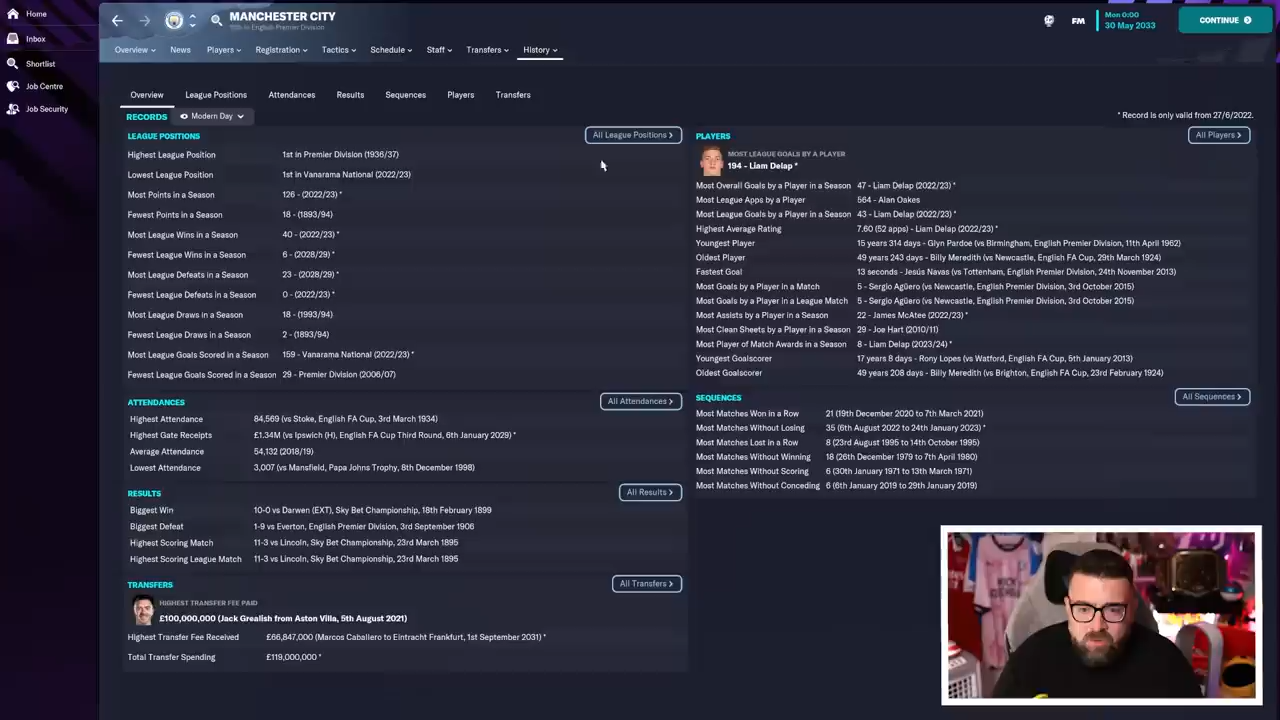 Home
Inbox
Shortlist
Job Centre
Job Security
MANCHESTER CITY
English Premier Division
FM
Mon 0:00
30 May 2033
CONTINUE
Overview
News
Players
Registration
Tactics
Schedule
Staff
Transfers
History
Overview
League Positions
Attendances
Results
Sequences
Players
Transfers
RECORDS
Modern Day
* Record is only valid from 27/6/2022.
LEAGUE POSITIONS
All League Positions >
Highest League Position 1st in Premier Division (1936/37)
Lowest League Position 1st in Vanarama National (2022/23)
Most Points in a Season 126 - (2022/23) *
Fewest Points in a Season 18 - (1893/94)
Most League Wins in a Season 40 - (2022/23) *
Fewest League Wins in a Season 6 - (2028/29) *
Most League Defeats in a Season 23 - (2028/29) *
Fewest League Defeats in a Season 0 - (2022/23) *
Most League Draws in a Season 18 - (1993/94)
Fewest League Draws in a Season 2 - (1893/94)
Most League Goals Scored in a Season 159 - Vanarama National (2022/23) *
Fewest League Goals Scored in a Season 29 - Premier Division (2006/07)
ATTENDANCES
All Attendances >
Highest Attendance 84,569 (vs Stoke, English FA Cup, 3rd March 1934)
Highest Gate Receipts £1.34M (vs Ipswich (H), English FA Cup Third Round, 6th January 2029) *
Average Attendance 54,132 (2018/19)
Lowest Attendance 3,007 (vs Mansfield, Papa Johns Trophy, 8th December 1998)
RESULTS
All Results >
Biggest Win 10-0 vs Darwen (EXT), Sky Bet Championship, 18th February 1899
Biggest Defeat 1-9 vs Everton, English Premier Division, 3rd September 1906
Highest Scoring Match 11-3 vs Lincoln, Sky Bet Championship, 23rd March 1895
Highest Scoring League Match 11-3 vs Lincoln, Sky Bet Championship, 23rd March 1895
TRANSFERS
All Transfers >
HIGHEST TRANSFER FEE PAID
£100,000,000 (Jack Grealish from Aston Villa, 5th August 2021)
Highest Transfer Fee Received £66,847,000 (Marcos Caballero to Eintracht Frankfurt, 1st September 2031) *
Total Transfer Spending £119,000,000 *
PLAYERS
All Players >
MOST LEAGUE GOALS BY A PLAYER
194 - Liam Delap *
Most Overall Goals by a Player in a Season 47 - Liam Delap (2022/23) *
Most League Apps by a Player 564 - Alan Oakes
Most League Goals by a Player in a Season 43 - Liam Delap (2022/23) *
Highest Average Rating 7.60 (52 apps) - Liam Delap (2022/23) *
Youngest Player 15 years 314 days - Glyn Pardoe (vs Birmingham, English Premier Division, 11th April 1962)
Oldest Player 49 years 243 days - Billy Meredith (vs Newcastle, English FA Cup, 29th March 1924)
Fastest Goal 13 seconds - Jesús Navas (vs Tottenham, English Premier Division, 24th November 2013)
Most Goals by a Player in a Match 5 - Sergio Agüero (vs Newcastle, English Premier Division, 3rd October 2015)
Most Goals by a Player in a League Match 5 - Sergio Agüero (vs Newcastle, English Premier Division, 3rd October 2015)
Most Assists by a Player in a Season 22 - James McAtee (2022/23) *
Most Clean Sheets by a Player in a Season 29 - Joe Hart (2010/11)
Most Player of Match Awards in a Season 8 - Liam Delap (2023/24) *
Youngest Goalscorer 17 years 8 days - Rony Lopes (vs Watford, English FA Cup, 5th January 2013)
Oldest Goalscorer 49 years 208 days - Billy Meredith (vs Brighton, English FA Cup, 23rd February 1924)
SEQUENCES
All Sequences >
Most Matches Won in a Row 21 (19th December 2020 to 7th March 2021)
Most Matches Without Losing 35 (6th August 2022 to 24th January 2023) *
Most Matches Lost in a Row 8 (23rd August 1995 to 14th October 1995)
Most Matches Without Winning 18 (26th December 1979 to 7th April 1980)
Most Matches Without Scoring 6 (30th January 1971 to 13th March 1971)
Most Matches Without Conceding 6 (6th January 2019 to 29th January 2019)